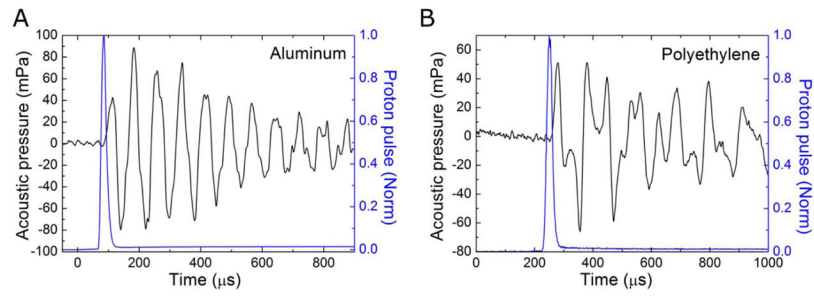 A
Aluminum
Acoustic pressure (mPa)
100
80
60
40
20
0
-20
-40
-60
-80
-100
0 200 400 600 800
Time (µs)
1.0
0.8
0.6
0.4
0.2
0.0
Proton pulse (Norm)
B
Polyethylene
Acoustic pressure (mPa)
60
40
20
0
-20
-40
-60
-80
0 200 400 600 800 1000
Time (µs)
1.0
0.8
0.6
0.4
0.2
0.0
Proton pulse (Norm)